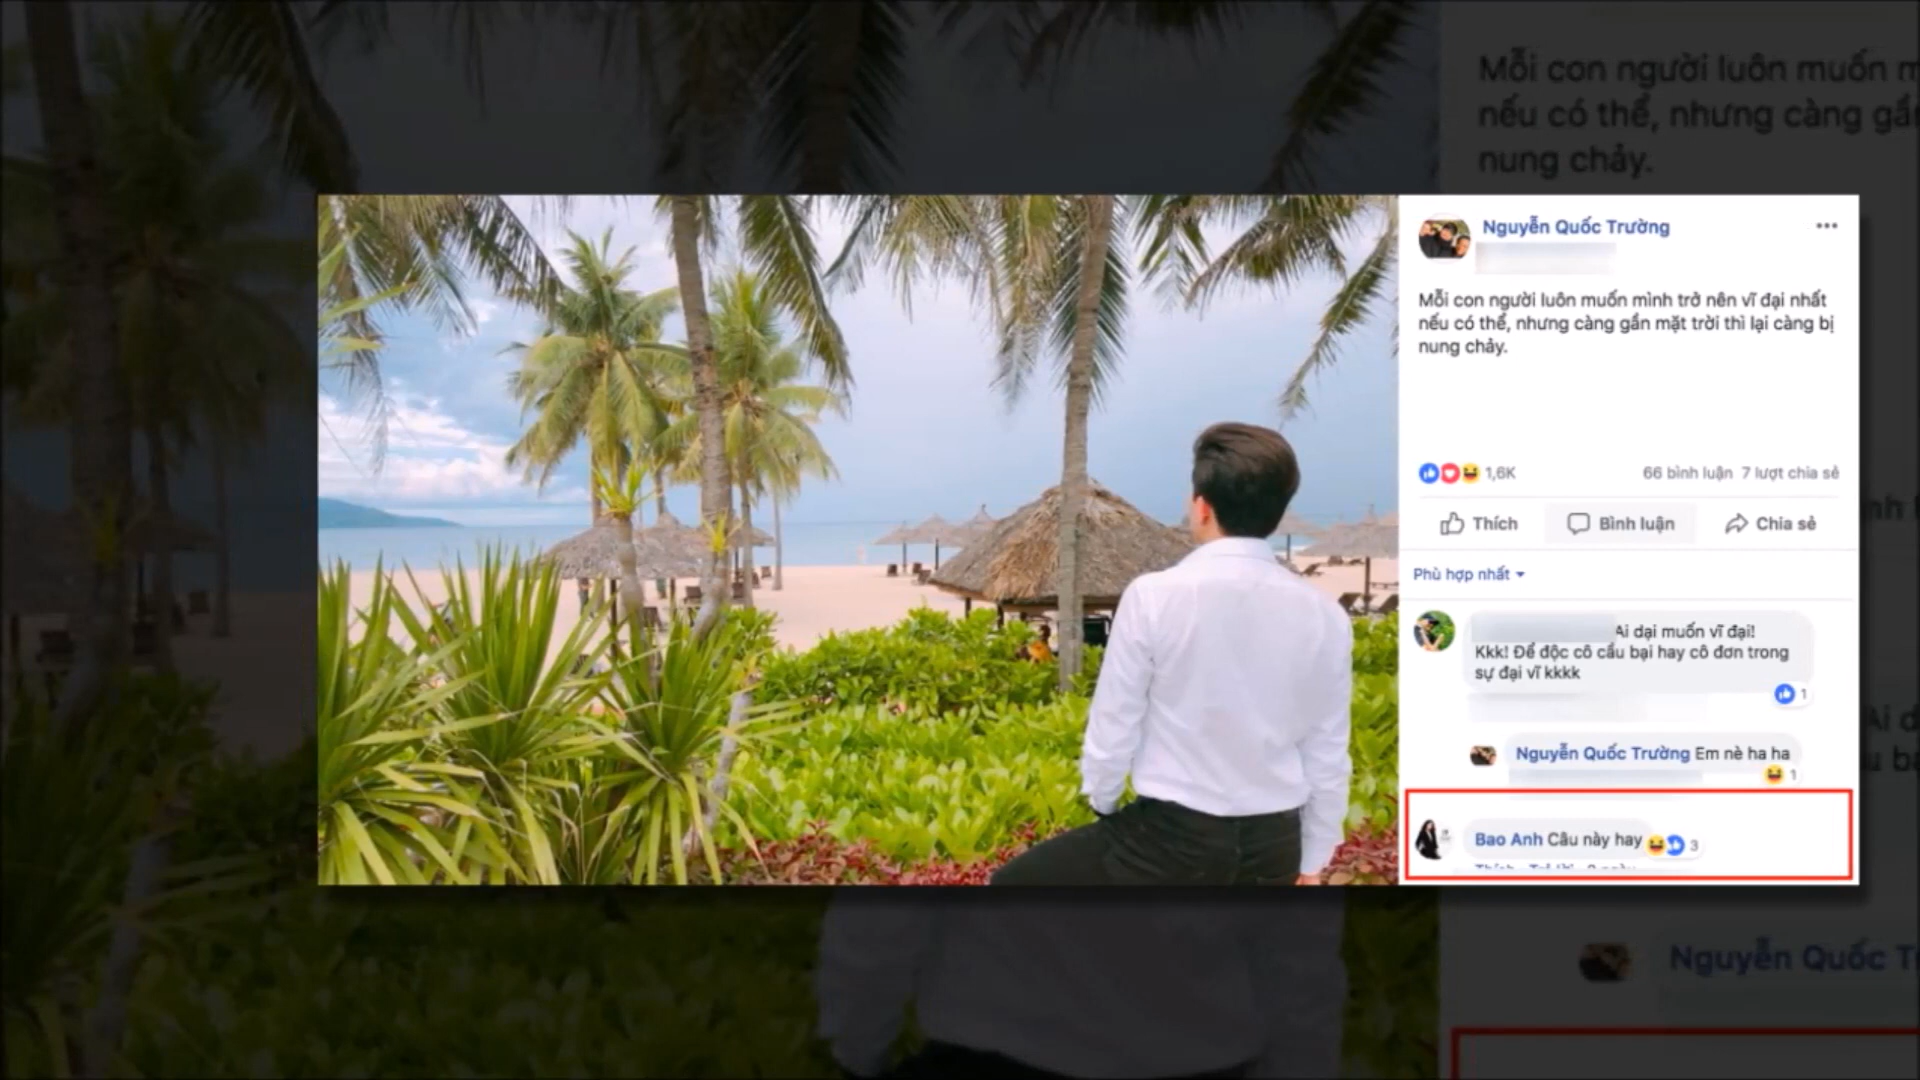 Mỗi con người luôn muốn m
nếu có thể, nhưng càng gần
nung chảy.
Nguyễn Quốc Trường
Mỗi con người luôn muốn mình trở nên vĩ đại nhất
nếu có thể, nhưng càng gần mặt trời thì lại càng bị
nung chảy.
1,6K
66 bình luận 7 lượt chia sẻ
Thích
Bình luận
Chia sẻ
Phù hợp nhất
Ai dại muốn vĩ đại!
Kkk! Để độc cô cầu bại hay cô đơn trong
sự đại vĩ kkkk
1
Nguyễn Quốc Trường Em nè ha ha
1
Bao Anh Câu này hay
3
Nguyễn Quốc T